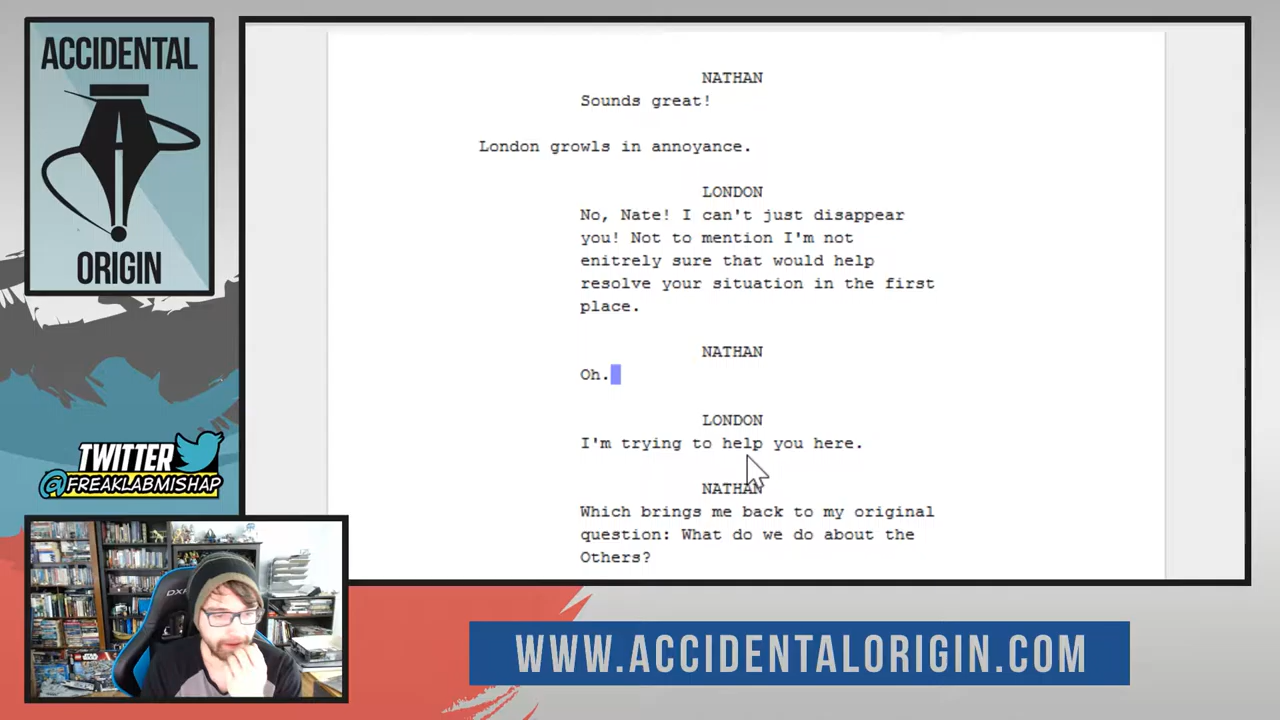 ACCIDENTAL
ORIGIN
NATHAN
Sounds great!
London growls in annoyance.
LONDON
No, Nate! I can't just disappear
you! Not to mention I'm not
enitrely sure that would help
resolve your situation in the first
place.
NATHAN
Oh.
LONDON
I'm trying to help you here.
NATHAN
Which brings me back to my original
question: What do we do about the
Others?
TWITTER
@FREAKLABMISHAP
DXR
WWW.ACCIDENTALORIGIN.COM